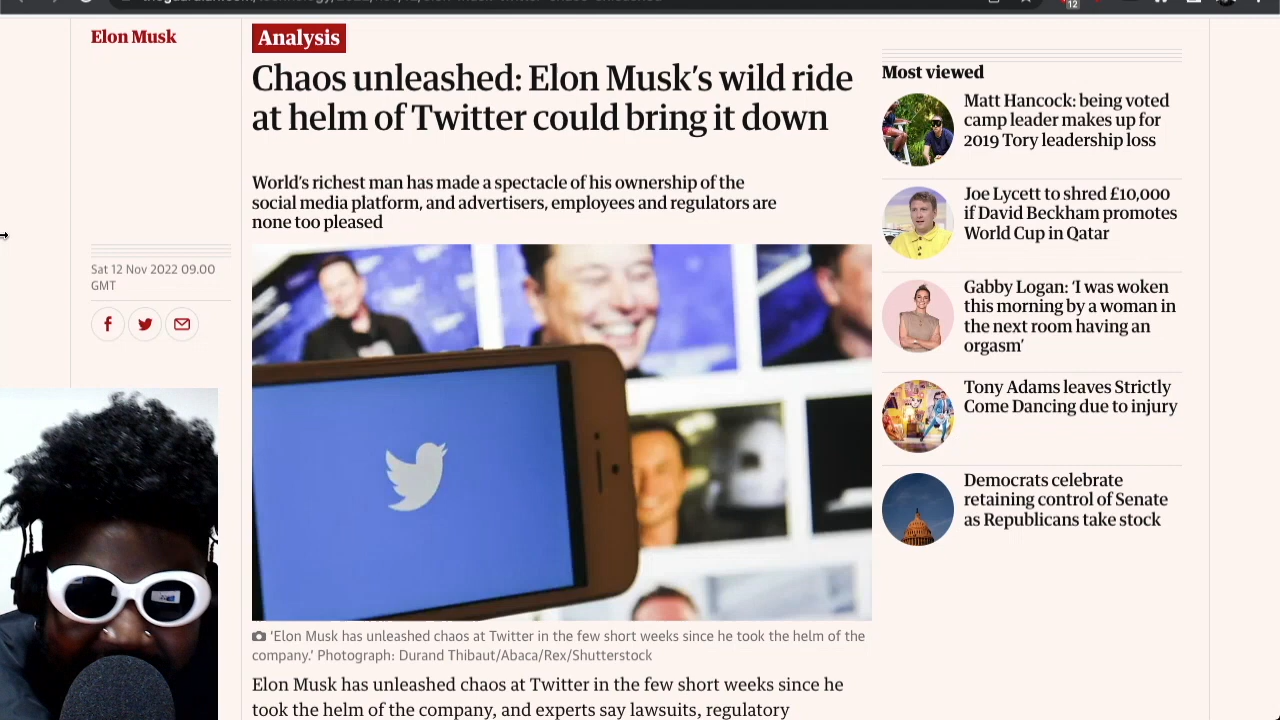 12
Elon Musk
Analysis
Chaos unleashed: Elon Musk’s wild ride
at helm of Twitter could bring it down
World’s richest man has made a spectacle of his ownership of the
social media platform, and advertisers, employees and regulators are
none too pleased
Sat 12 Nov 2022 09.00
GMT
‘Elon Musk has unleashed chaos at Twitter in the few short weeks since he took the helm of the
company.’ Photograph: Durand Thibaut/Abaca/Rex/Shutterstock
Elon Musk has unleashed chaos at Twitter in the few short weeks since he
took the helm of the company, and experts say lawsuits, regulatory
Most viewed
Matt Hancock: being voted
camp leader makes up for
2019 Tory leadership loss
Joe Lycett to shred £10,000
if David Beckham promotes
World Cup in Qatar
Gabby Logan: ‘I was woken
this morning by a woman in
the next room having an
orgasm’
Tony Adams leaves Strictly
Come Dancing due to injury
Democrats celebrate
retaining control of Senate
as Republicans take stock